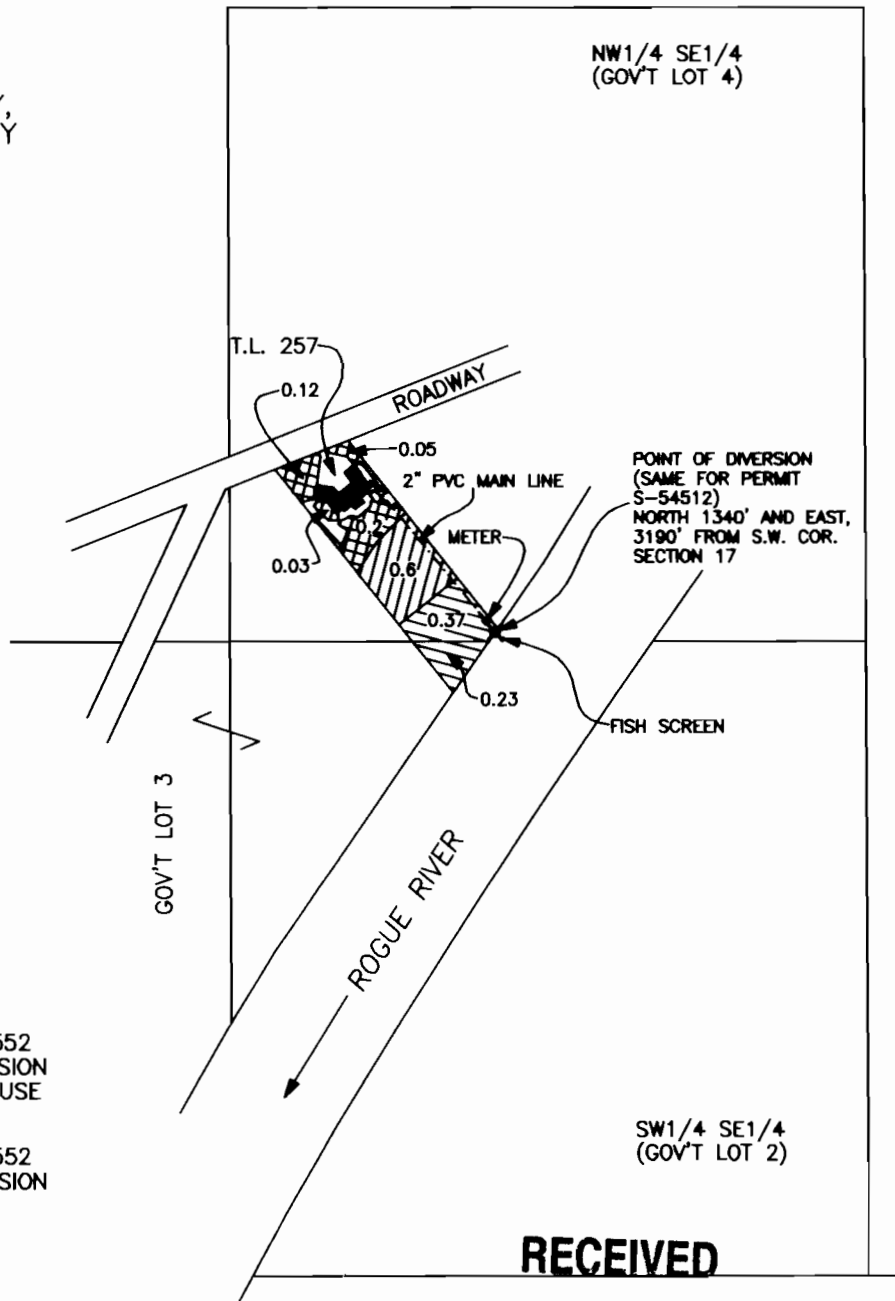 NW1/4 SE1/4
(GOV'T LOT 4)
Y
T.L. 257
0.12
ROADWAY
0.05
2" PVC MAIN LINE
POINT OF DIVERSION
(SAME FOR PERMIT
S-54512)
NORTH 1340' AND EAST,
3190' FROM S.W. COR.
SECTION 17
METER
0.2
0.03
0.6
0.37
0.23
FISH SCREEN
GOV'T LOT 3
ROGUE RIVER
552
SION
USE
552
SION
SW1/4 SE1/4
(GOV'T LOT 2)
RECEIVED